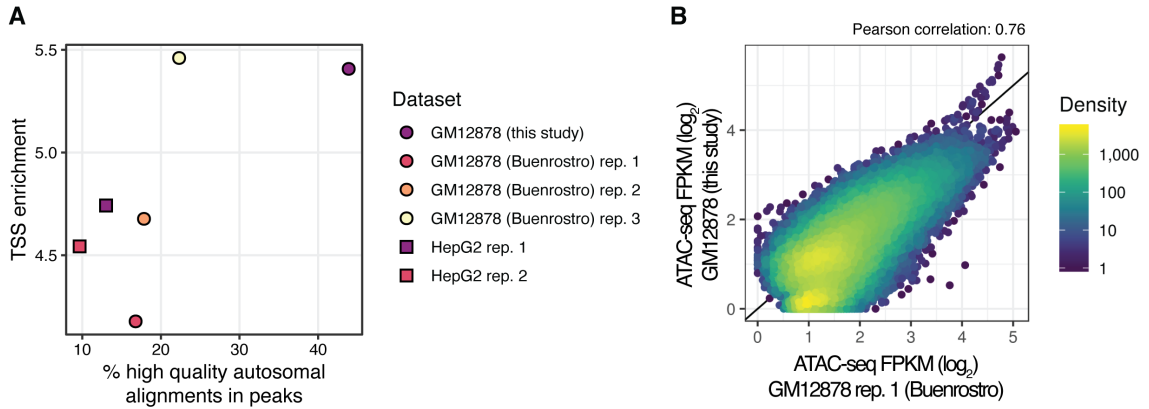 A
5.5
5.0
4.5
TSS enrichment
10 20 30 40
% high quality autosomal
alignments in peaks
Dataset
GM12878 (this study)
GM12878 (Buenrostro) rep. 1
GM12878 (Buenrostro) rep. 2
GM12878 (Buenrostro) rep. 3
HepG2 rep. 1
HepG2 rep. 2
B
Pearson correlation: 0.76
ATAC-seq FPKM (log2)
GM12878 (this study)
4
2
0
0 1 2 3 4 5
ATAC-seq FPKM (log2)
GM12878 rep. 1 (Buenrostro)
Density
1,000
100
10
1